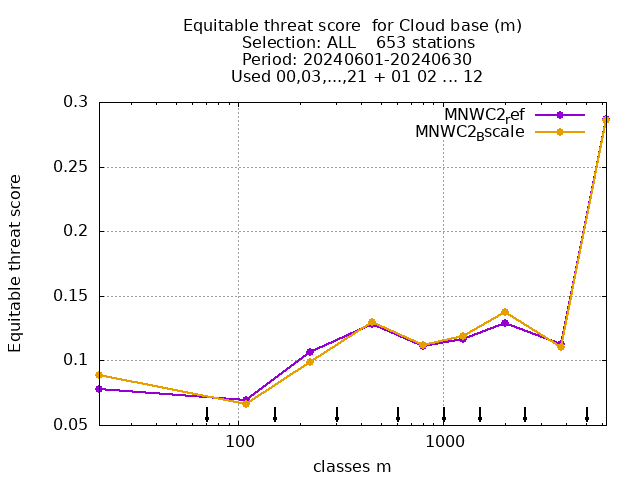 Equitable threat score  for Cloud base (m)
Selection: ALL    653 stations
Period: 20240601-20240630
Used 00,03,...,21 + 01 02 ... 12
MNWC2ref
MNWC2Bscale
0.3
0.25
0.2
0.15
0.1
0.05
Equitable threat score
100
1000
classes m